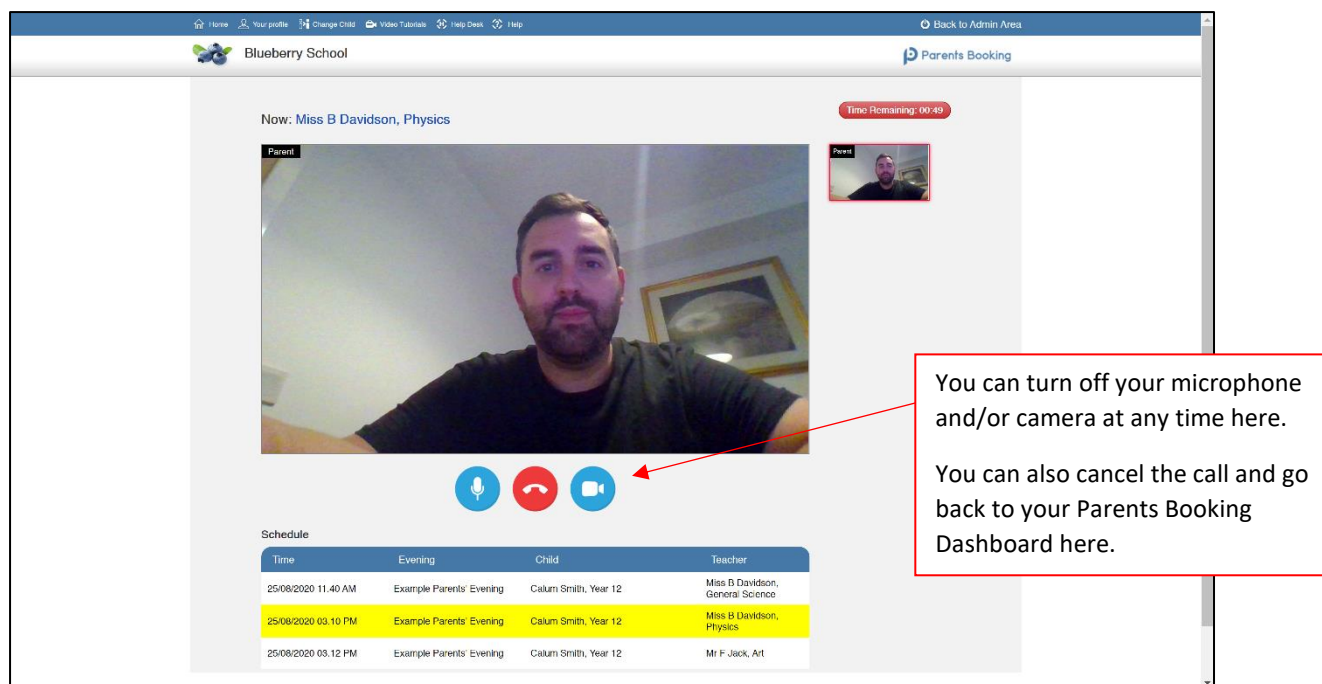 Home Your profile Change Child Video Tutorials Help Desk Help Back to Admin Area
Blueberry School Parents Booking
Now: Miss B Davidson, Physics Time Remaining: 00:49
Parent Parent
You can turn off your microphone
and/or camera at any time here.
You can also cancel the call and go
back to your Parents Booking
Dashboard here.
Schedule
Time Evening Child Teacher
25/08/2020 11.40 AM Example Parents' Evening Calum Smith, Year 12 Miss B Davidson,
General Science
25/08/2020 03.10 PM Example Parents' Evening Calum Smith, Year 12 Miss B Davidson,
Physics
25/08/2020 03.12 PM Example Parents' Evening Calum Smith, Year 12 Mr F Jack, Art